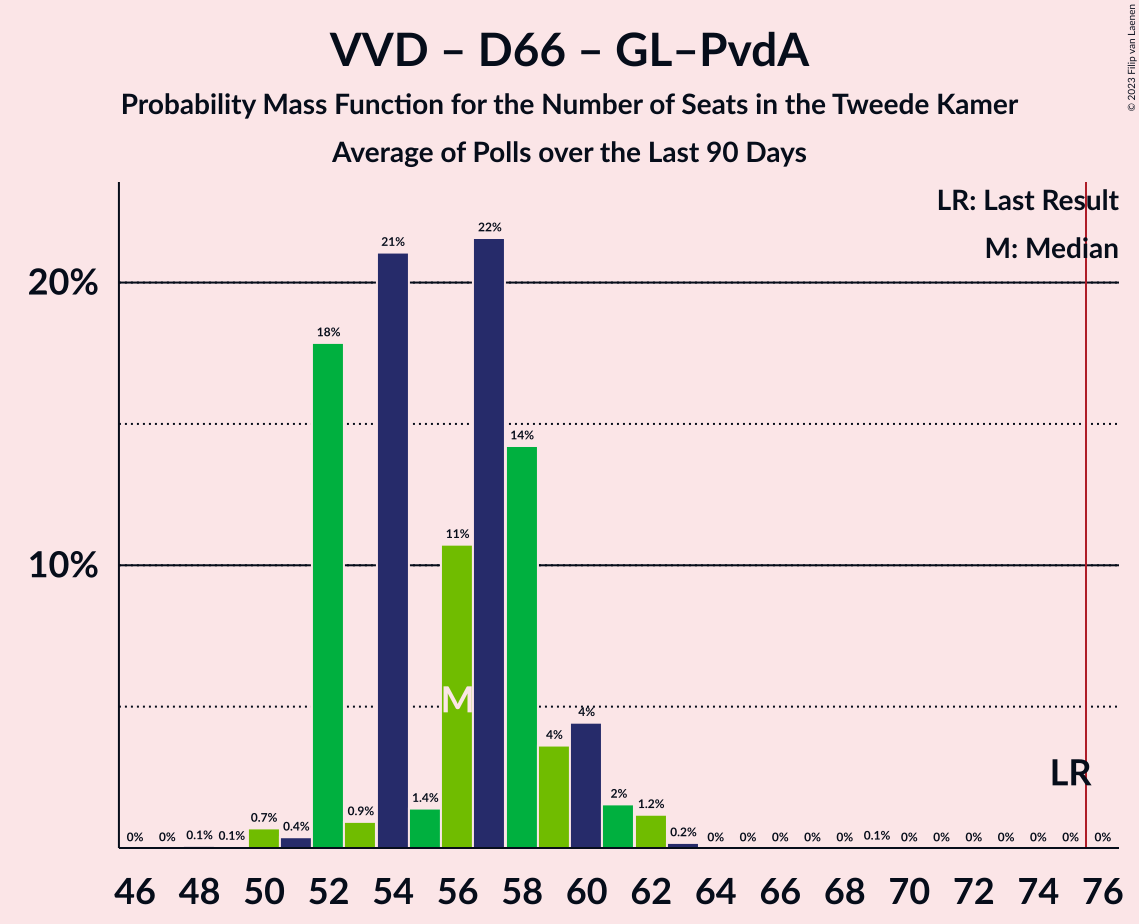 VVD – D66 – GL–PvdA
Probability Mass Function for the Number of Seats in the Tweede Kamer
Average of Polls over the Last 90 Days
© 2023 Filip van Laenen
LR: Last Result
M: Median
20%
10%
0% 0% 0.1% 0.1% 0.7% 0.4% 18% 0.9% 21% 1.4% 11% 22% 14% 4% 4% 2% 1.2% 0.2% 0% 0% 0% 0% 0% 0.1% 0% 0% 0% 0% 0% 0% 0%
M
LR
46 48 50 52 54 56 58 60 62 64 66 68 70 72 74 76